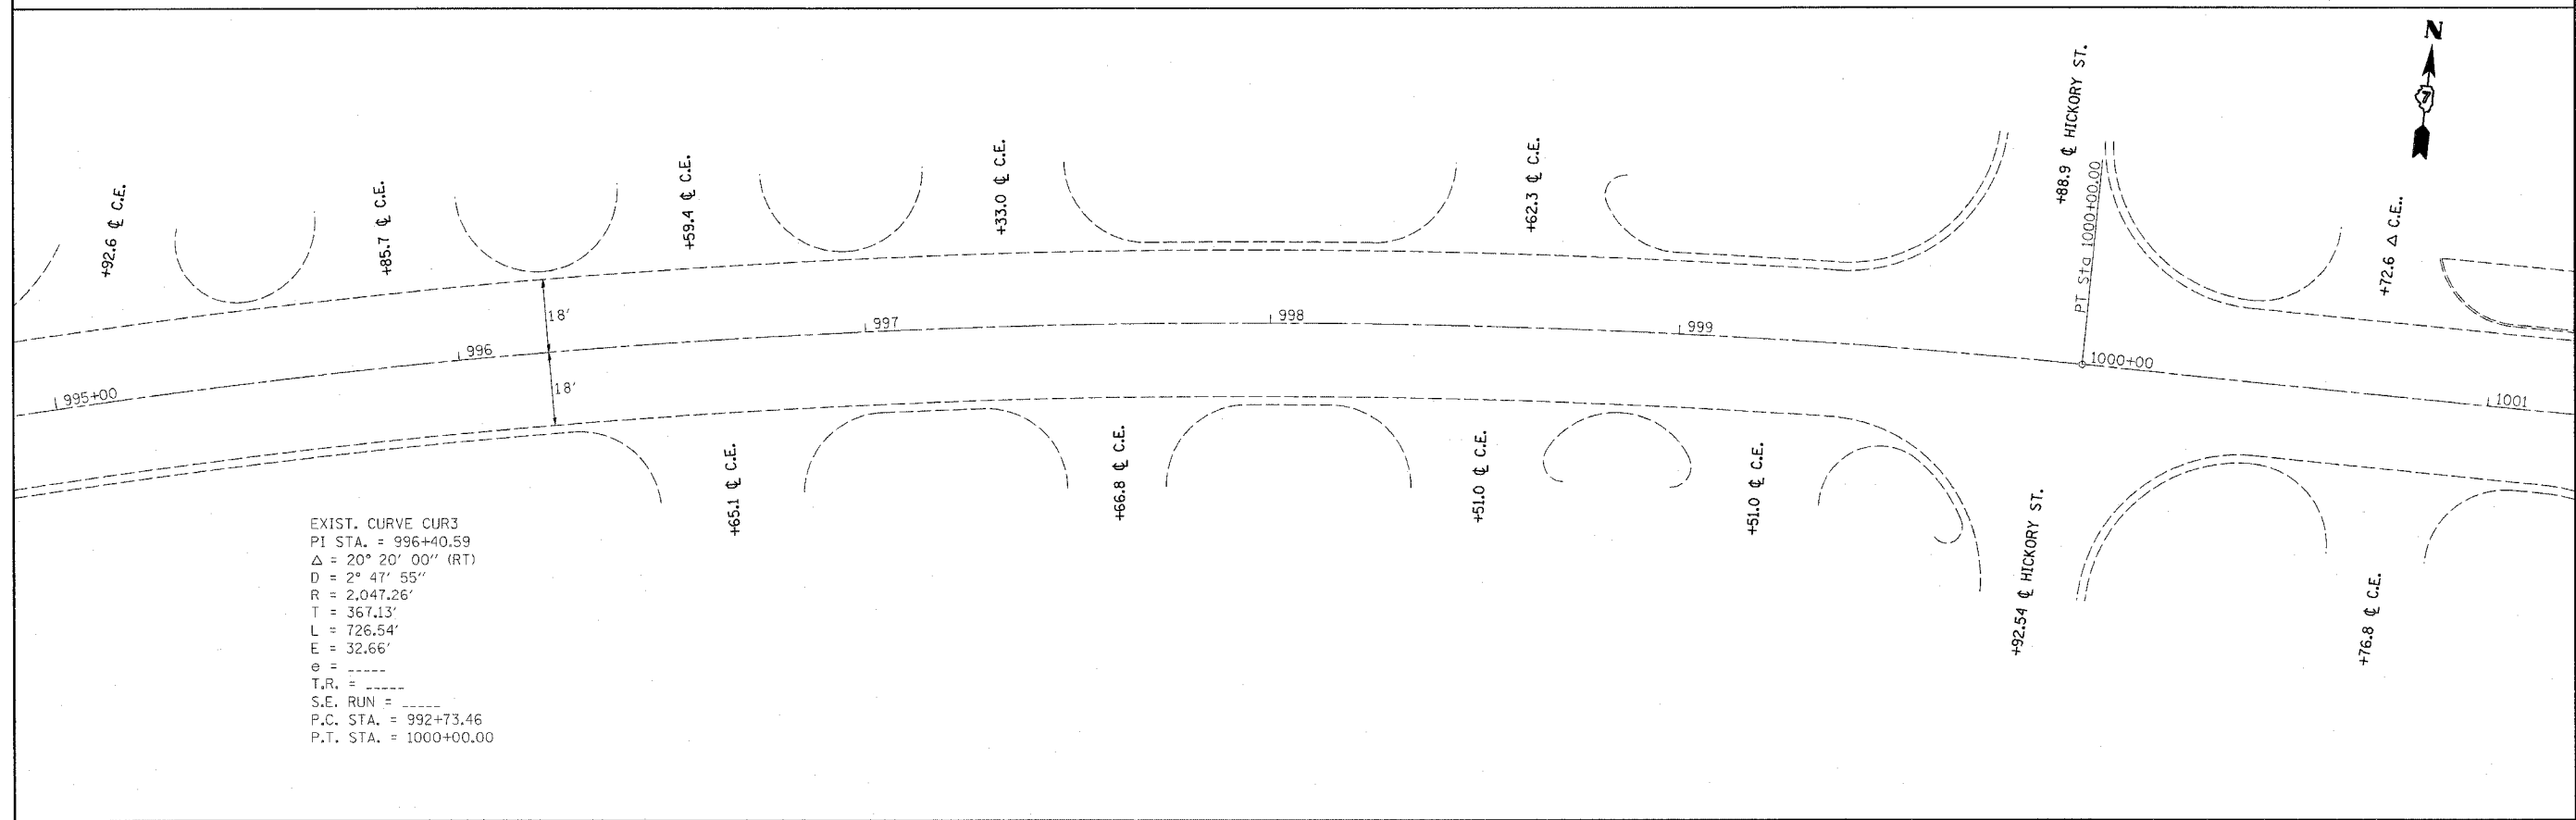 N
7
+92.6 ℄ C.E.
+85.7 ℄ C.E.
+59.4 ℄ C.E.
+33.0 ℄ C.E.
+62.3 ℄ C.E.
+88.9 ℄ HICKORY ST.
PT Sta 1000+00.00
+72.6 Δ C.E..
18'
18'
995+00
996
997
998
999
1000+00
1001
+65.1 ℄ C.E.
+66.8 ℄ C.E.
+51.0 ℄ C.E.
+51.0 ℄ C.E.
+92.54 ℄ HICKORY ST.
+76.8 ℄ C.E.
EXIST. CURVE CUR3
PI STA. = 996+40.59
Δ = 20° 20' 00" (RT)
D = 2° 47' 55"
R = 2,047.26'
T = 367.13'
L = 726.54'
E = 32.66'
e = _____
T.R. = _____
S.E. RUN = _____
P.C. STA. = 992+73.46
P.T. STA. = 1000+00.00